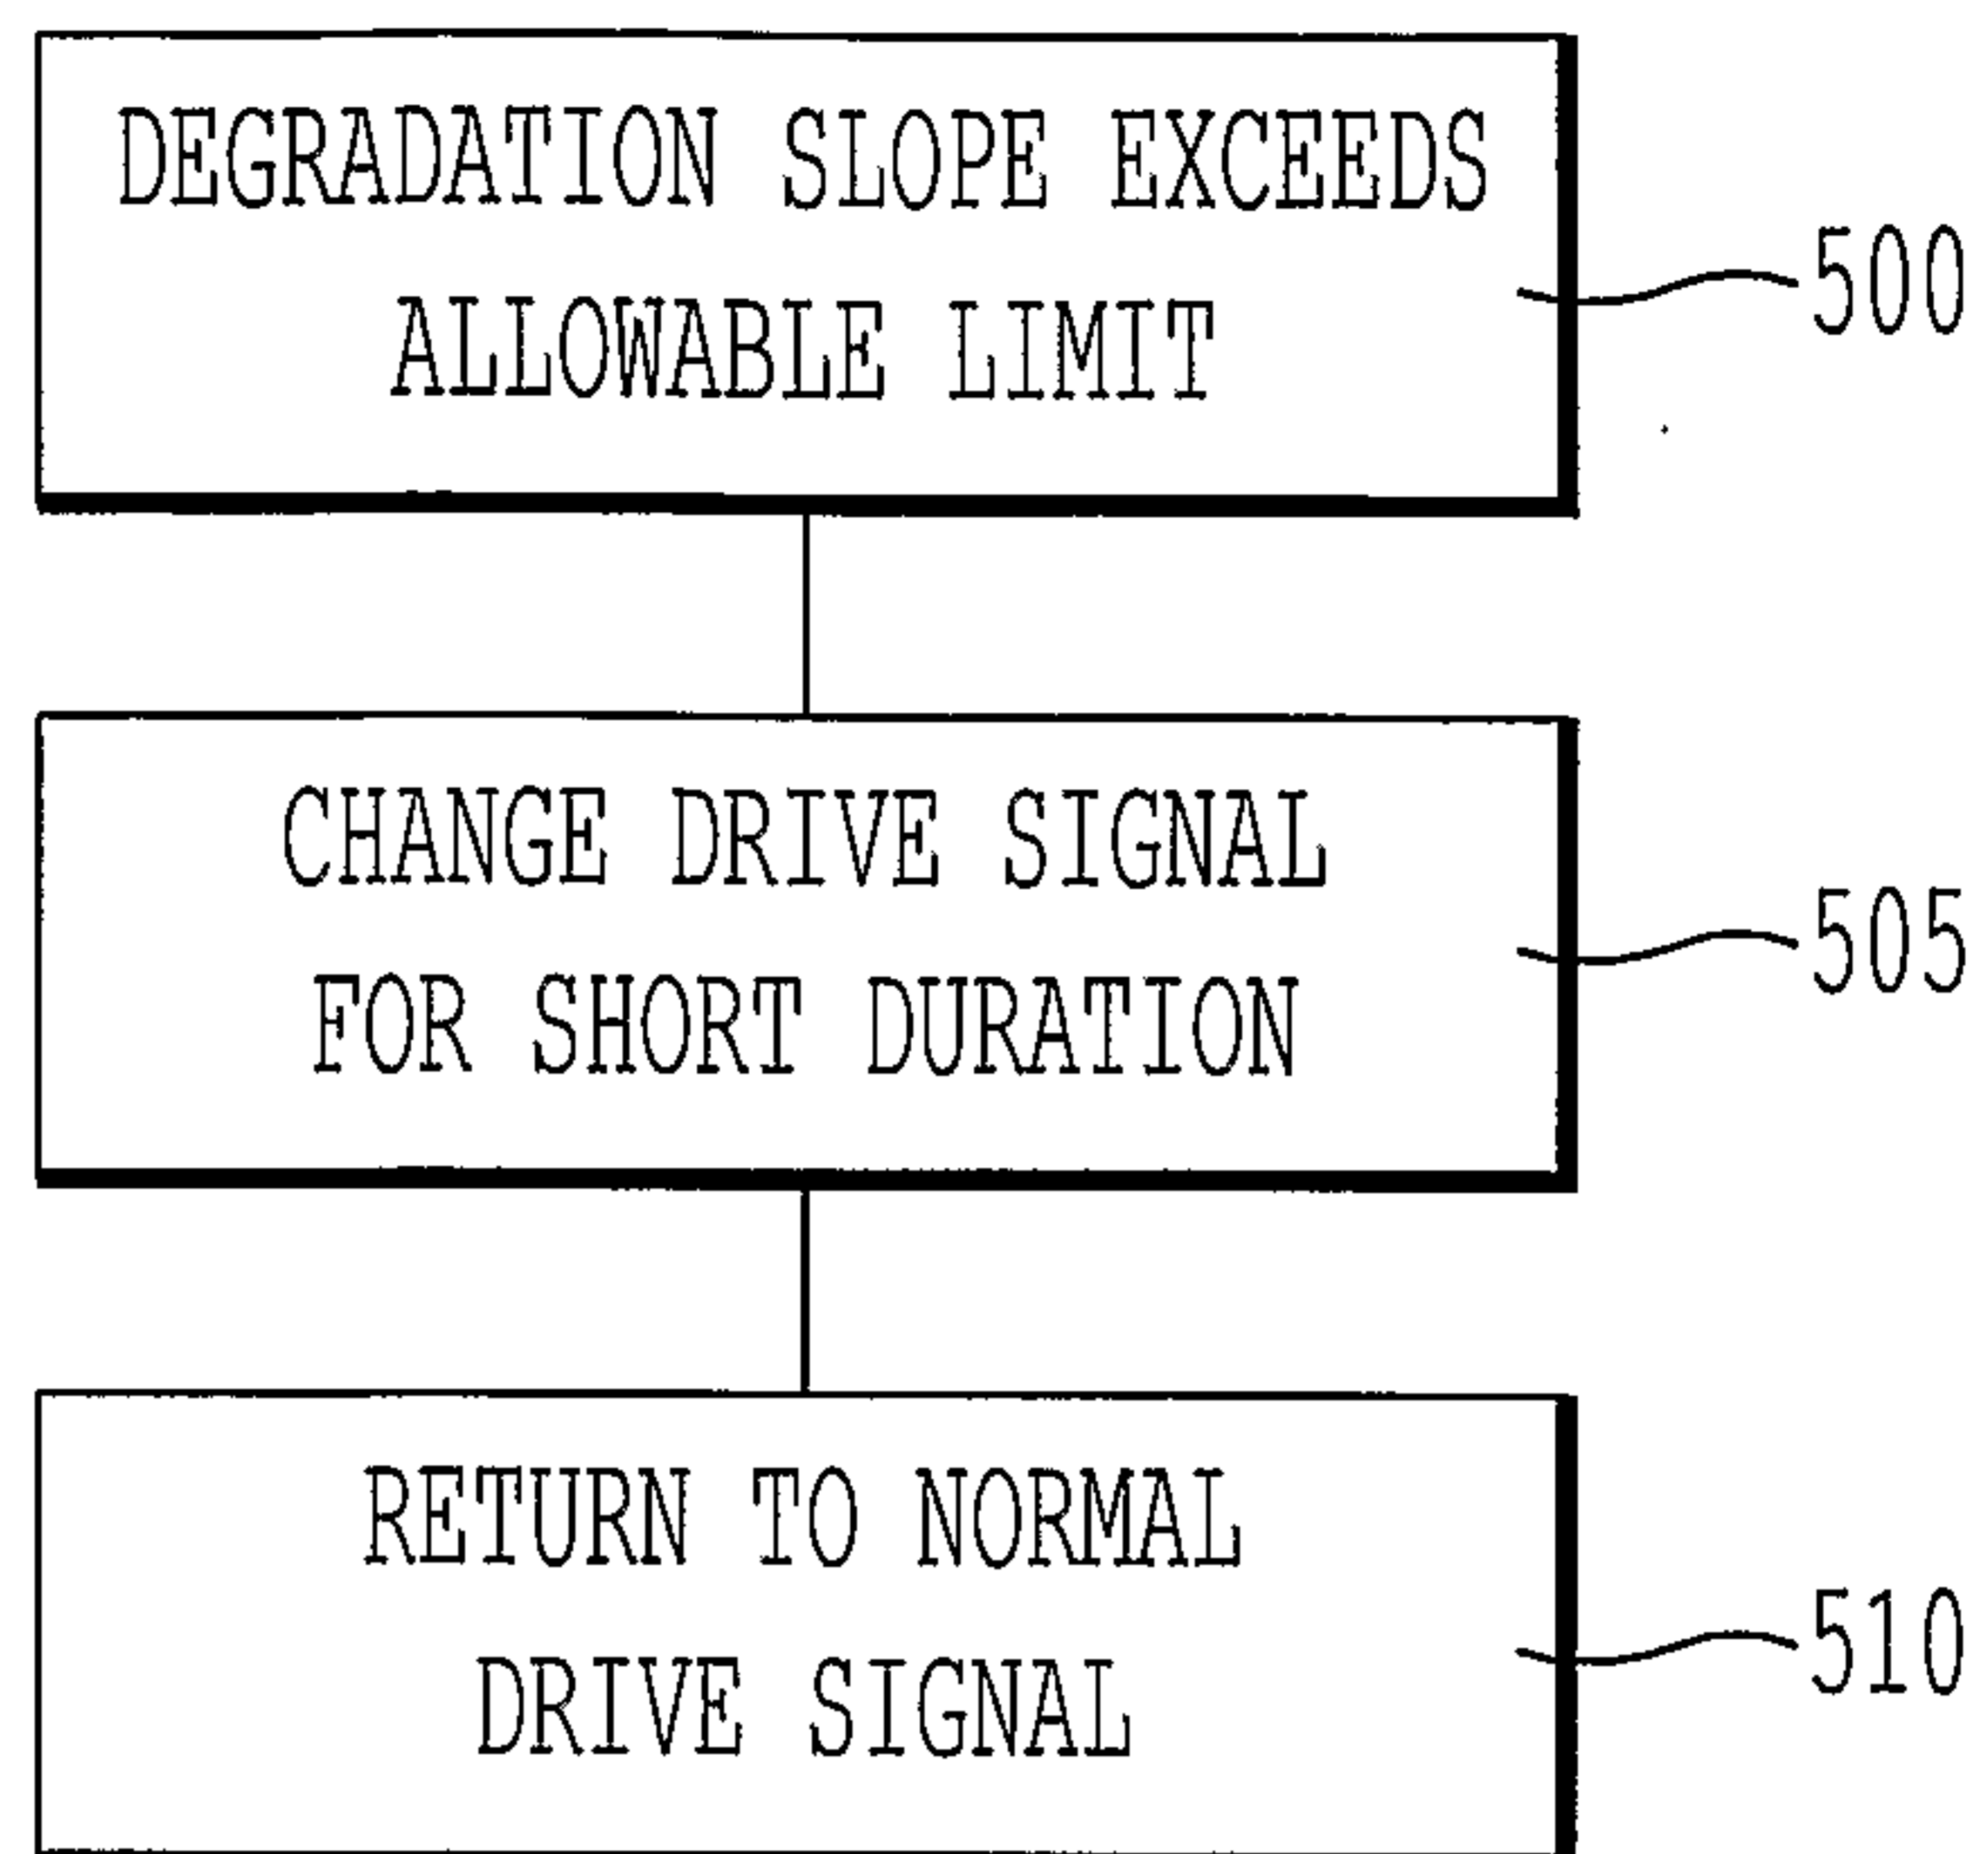 DEGRADATION SLOPE EXCEEDS
ALLOWABLE LIMIT
500
CHANGE DRIVE SIGNAL
FOR SHORT DURATION
505
RETURN TO NORMAL
DRIVE SIGNAL
510